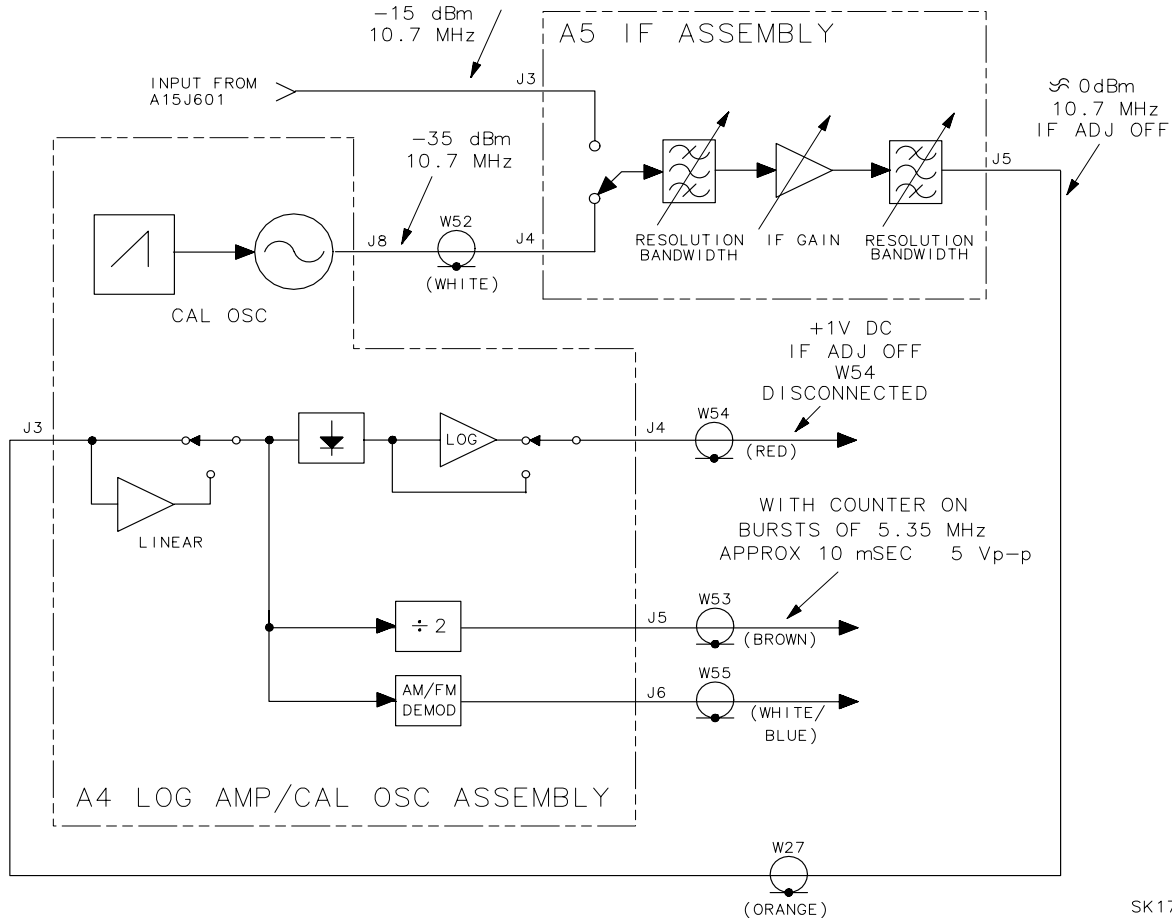 -15 dBm
10.7 MHz
A5 IF ASSEMBLY
INPUT FROM
A15J601
J3
≈ 0dBm
10.7 MHz
IF ADJ OFF
-35 dBm
10.7 MHz
J5
W52
J8
J4
(WHITE)
RESOLUTION
BANDWIDTH
IF GAIN
RESOLUTION
BANDWIDTH
CAL OSC
+1V DC
IF ADJ OFF
W54
DISCONNECTED
J3
LOG
J4
W54
(RED)
LINEAR
WITH COUNTER ON
BURSTS OF 5.35 MHz
APPROX 10 mSEC 5 Vp-p
÷ 2
J5
W53
(BROWN)
AM/FM
DEMOD
J6
W55
(WHITE/
BLUE)
A4 LOG AMP/CAL OSC ASSEMBLY
W27
(ORANGE)